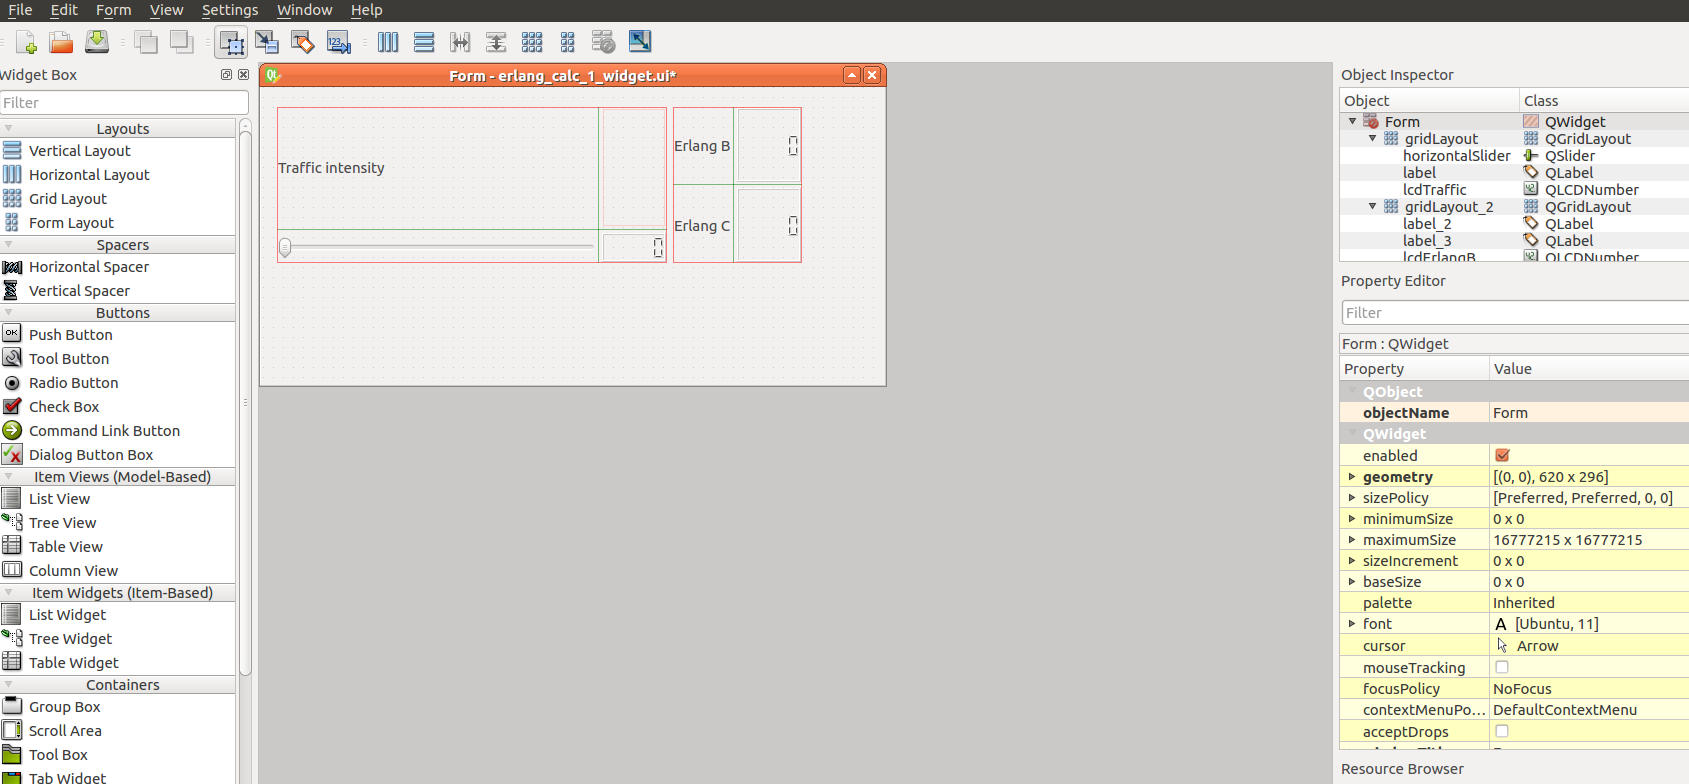 File Edit Form View Settings Window Help
Widget Box
Filter
Layouts
Vertical Layout
Horizontal Layout
Grid Layout
Form Layout
Spacers
Horizontal Spacer
Vertical Spacer
Buttons
OK Push Button
Tool Button
Radio Button
Check Box
Command Link Button
Dialog Button Box
Item Views (Model-Based)
List View
Tree View
Table View
Column View
Item Widgets (Item-Based)
List Widget
Tree Widget
Table Widget
Containers
Group Box
Scroll Area
Tool Box
Tab Widget
Qt Form - erlang_calc_1_widget.ui*
Traffic intensity
0
Erlang B 0
Erlang C 0
Object Inspector
Object Class
Form QWidget
gridLayout QGridLayout
horizontalSlider QSlider
label QLabel
lcdTraffic QLCDNumber
gridLayout_2 QGridLayout
label_2 QLabel
label_3 QLabel
lcdErlangB QLCDNumber
Property Editor
Filter
Form : QWidget
Property Value
QObject
objectName Form
QWidget
enabled
geometry [(0, 0), 620 x 296]
sizePolicy [Preferred, Preferred, 0, 0]
minimumSize 0 x 0
maximumSize 16777215 x 16777215
sizeIncrement 0 x 0
baseSize 0 x 0
palette Inherited
font A [Ubuntu, 11]
cursor Arrow
mouseTracking
focusPolicy NoFocus
contextMenuPo... DefaultContextMenu
acceptDrops
Resource Browser